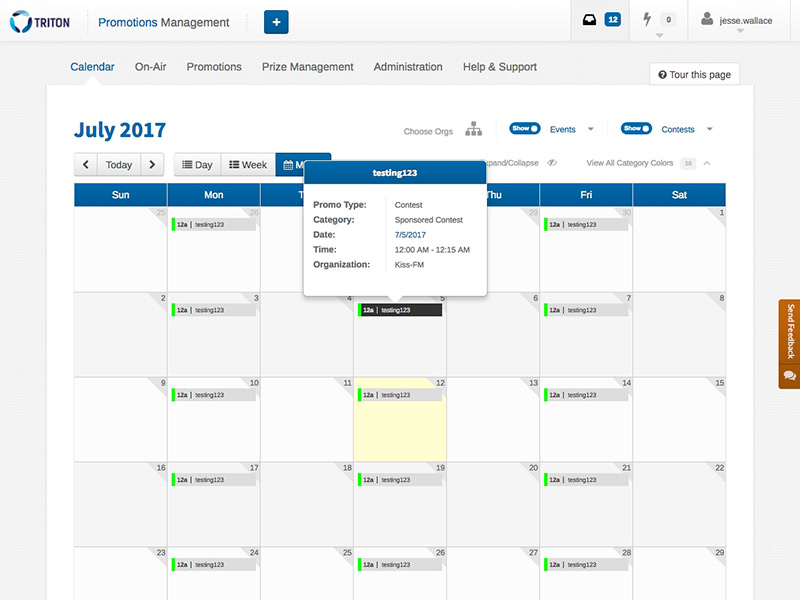 TRITON Promotions Management + 12 0 jesse.wallace
Calendar On-Air Promotions Prize Management Administration Help & Support
Tour this page
July 2017
Choose Orgs Show Events Show Contests
Today Day Week M
xpand/Collapse View All Category Colors 16
testing123
Promo Type: Contest
Category: Sponsored Contest
Date: 7/5/2017
Time: 12:00 AM - 12:15 AM
Organization: Kiss-FM
Sun Mon T Thu Fri Sat
25 26 29 30 1
12a | testing123 12a | testing123
2 3 4 5 6 7 8
12a | testing123 12a | testing123 12a | testing123
9 10 11 12 13 14 15
12a | testing123 12a | testing123 12a | testing123
16 17 18 19 20 21 22
12a | testing123 12a | testing123 12a | testing123
23 24 25 26 27 28 29
12a | testing123 12a | testing123 12a | testing123
Send Feedback